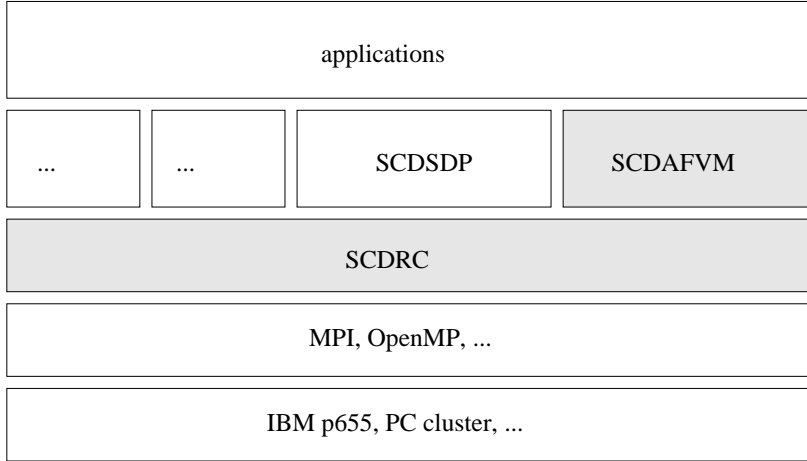 applications
... ... SCDSDP SCDAFVM
SCDRC
MPI, OpenMP, ...
IBM p655, PC cluster, ...